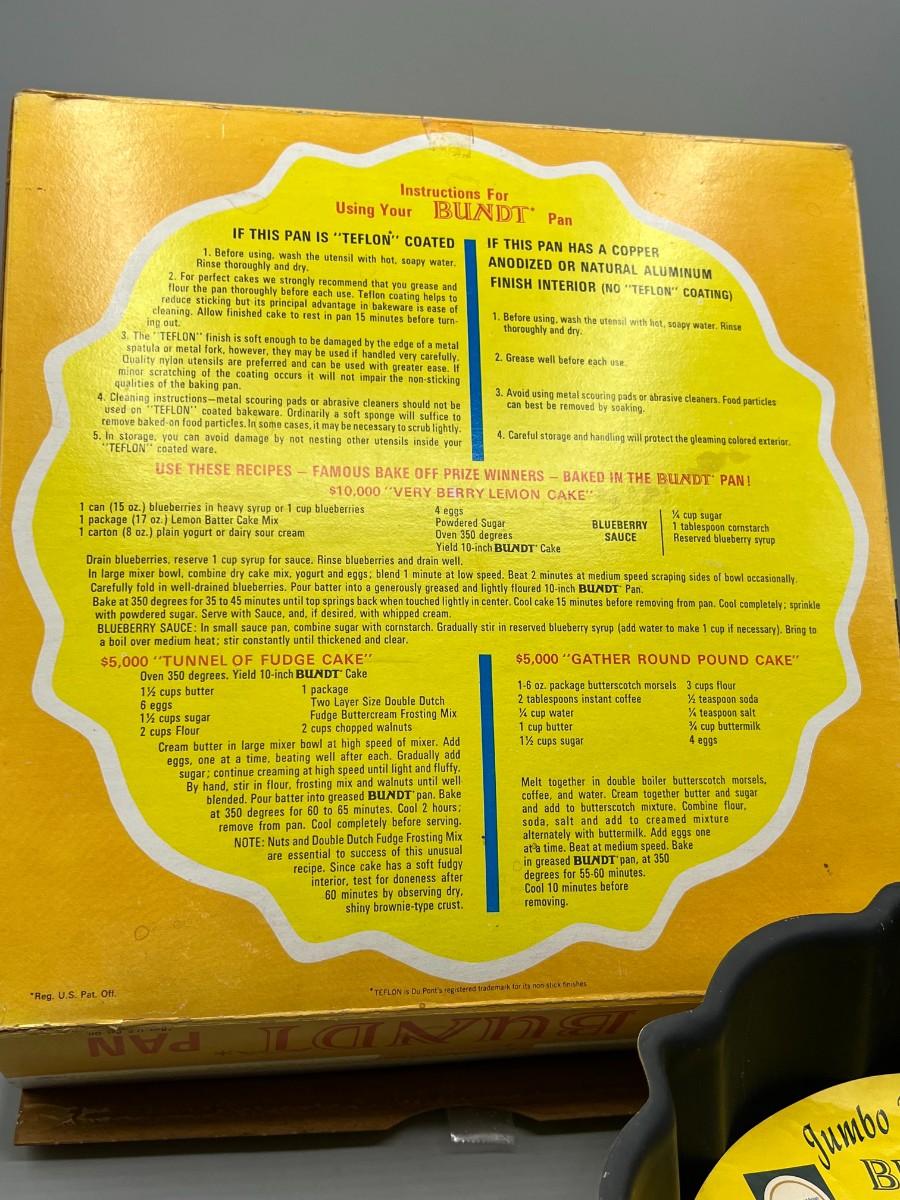 Instructions For
Using Your BUNDT* Pan
IF THIS PAN IS "TEFLON" COATED
1. Before using, wash the utensil with hot, soapy water.
Rinse thoroughly and dry.
2. For perfect cakes we strongly recommend that you grease and
flour the pan thoroughly before each use. Teflon coating helps to
reduce sticking but its principal advantage in bakeware is ease of
cleaning. Allow finished cake to rest in pan 15 minutes before turn-
ing out.
3. The "TEFLON" finish is soft enough to be damaged by the edge of a metal
spatula or metal fork, however, they may be used if handled very carefully.
Quality nylon utensils are preferred and can be used with greater ease. If
minor scratching of the coating occurs it will not impair the non-sticking
qualities of the baking pan.
4. Cleaning instructions—metal scouring pads or abrasive cleaners should not be
used on "TEFLON" coated bakeware. Ordinarily a soft sponge will suffice to
remove baked-on food particles. In some cases, it may be necessary to scrub lightly.
5. In storage, you can avoid damage by not nesting other utensils inside your
"TEFLON" coated ware.
IF THIS PAN HAS A COPPER
ANODIZED OR NATURAL ALUMINUM
FINISH INTERIOR (NO "TEFLON" COATING)
1. Before using, wash the utensil with hot, soapy water. Rinse
thoroughly and dry.
2. Grease well before each use.
3. Avoid using metal scouring pads or abrasive cleaners. Food particles
can best be removed by soaking.
4. Careful storage and handling will protect the gleaming colored exterior.
USE THESE RECIPES – FAMOUS BAKE OFF PRIZE WINNERS – BAKED IN THE BUNDT* PAN!
$10,000 "VERY BERRY LEMON CAKE"
1 can (15 oz.) blueberries in heavy syrup or 1 cup blueberries
1 package (17 oz.) Lemon Batter Cake Mix
1 carton (8 oz.) plain yogurt or dairy sour cream
4 eggs
Powdered Sugar
Oven 350 degrees
Yield 10-inch BUNDT* Cake
BLUEBERRY
SAUCE
¼ cup sugar
1 tablespoon cornstarch
Reserved blueberry syrup
Drain blueberries, reserve 1 cup syrup for sauce. Rinse blueberries and drain well.
In large mixer bowl, combine dry cake mix, yogurt and eggs; blend 1 minute at low speed. Beat 2 minutes at medium speed scraping sides of bowl occasionally.
Carefully fold in well-drained blueberries. Pour batter into a generously greased and lightly floured 10-inch BUNDT* Pan.
Bake at 350 degrees for 35 to 45 minutes until top springs back when touched lightly in center. Cool cake 15 minutes before removing from pan. Cool completely; sprinkle
with powdered sugar. Serve with Sauce, and, if desired, with whipped cream.
BLUEBERRY SAUCE: In small sauce pan, combine sugar with cornstarch. Gradually stir in reserved blueberry syrup (add water to make 1 cup if necessary). Bring to
a boil over medium heat; stir constantly until thickened and clear.
$5,000 "TUNNEL OF FUDGE CAKE"
Oven 350 degrees. Yield 10-inch BUNDT* Cake
1½ cups butter
6 eggs
1½ cups sugar
2 cups Flour
1 package
Two Layer Size Double Dutch
Fudge Buttercream Frosting Mix
2 cups chopped walnuts
Cream butter in large mixer bowl at high speed of mixer. Add
eggs, one at a time, beating well after each. Gradually add
sugar; continue creaming at high speed until light and fluffy.
By hand, stir in flour, frosting mix and walnuts until well
blended. Pour batter into greased BUNDT* pan. Bake
at 350 degrees for 60 to 65 minutes. Cool 2 hours;
remove from pan. Cool completely before serving.
NOTE: Nuts and Double Dutch Fudge Frosting Mix
are essential to success of this unusual
recipe. Since cake has a soft fudgy
interior, test for doneness after
60 minutes by observing dry,
shiny brownie-type crust.
$5,000 "GATHER ROUND POUND CAKE"
1-6 oz. package butterscotch morsels
2 tablespoons instant coffee
¼ cup water
1 cup butter
1½ cups sugar
3 cups flour
½ teaspoon soda
¼ teaspoon salt
¾ cup buttermilk
4 eggs
Melt together in double boiler butterscotch morsels,
coffee, and water. Cream together butter and sugar
and add to butterscotch mixture. Combine flour,
soda, salt and add to creamed mixture
alternately with buttermilk. Add eggs one
at a time. Beat at medium speed. Bake
in greased BUNDT* pan, at 350
degrees for 55-60 minutes.
Cool 10 minutes before
removing.
*Reg. U.S. Pat. Off.
*TEFLON is Du Pont's registered trademark for its non-stick finishes
BUNDT* PAN
Jumbo